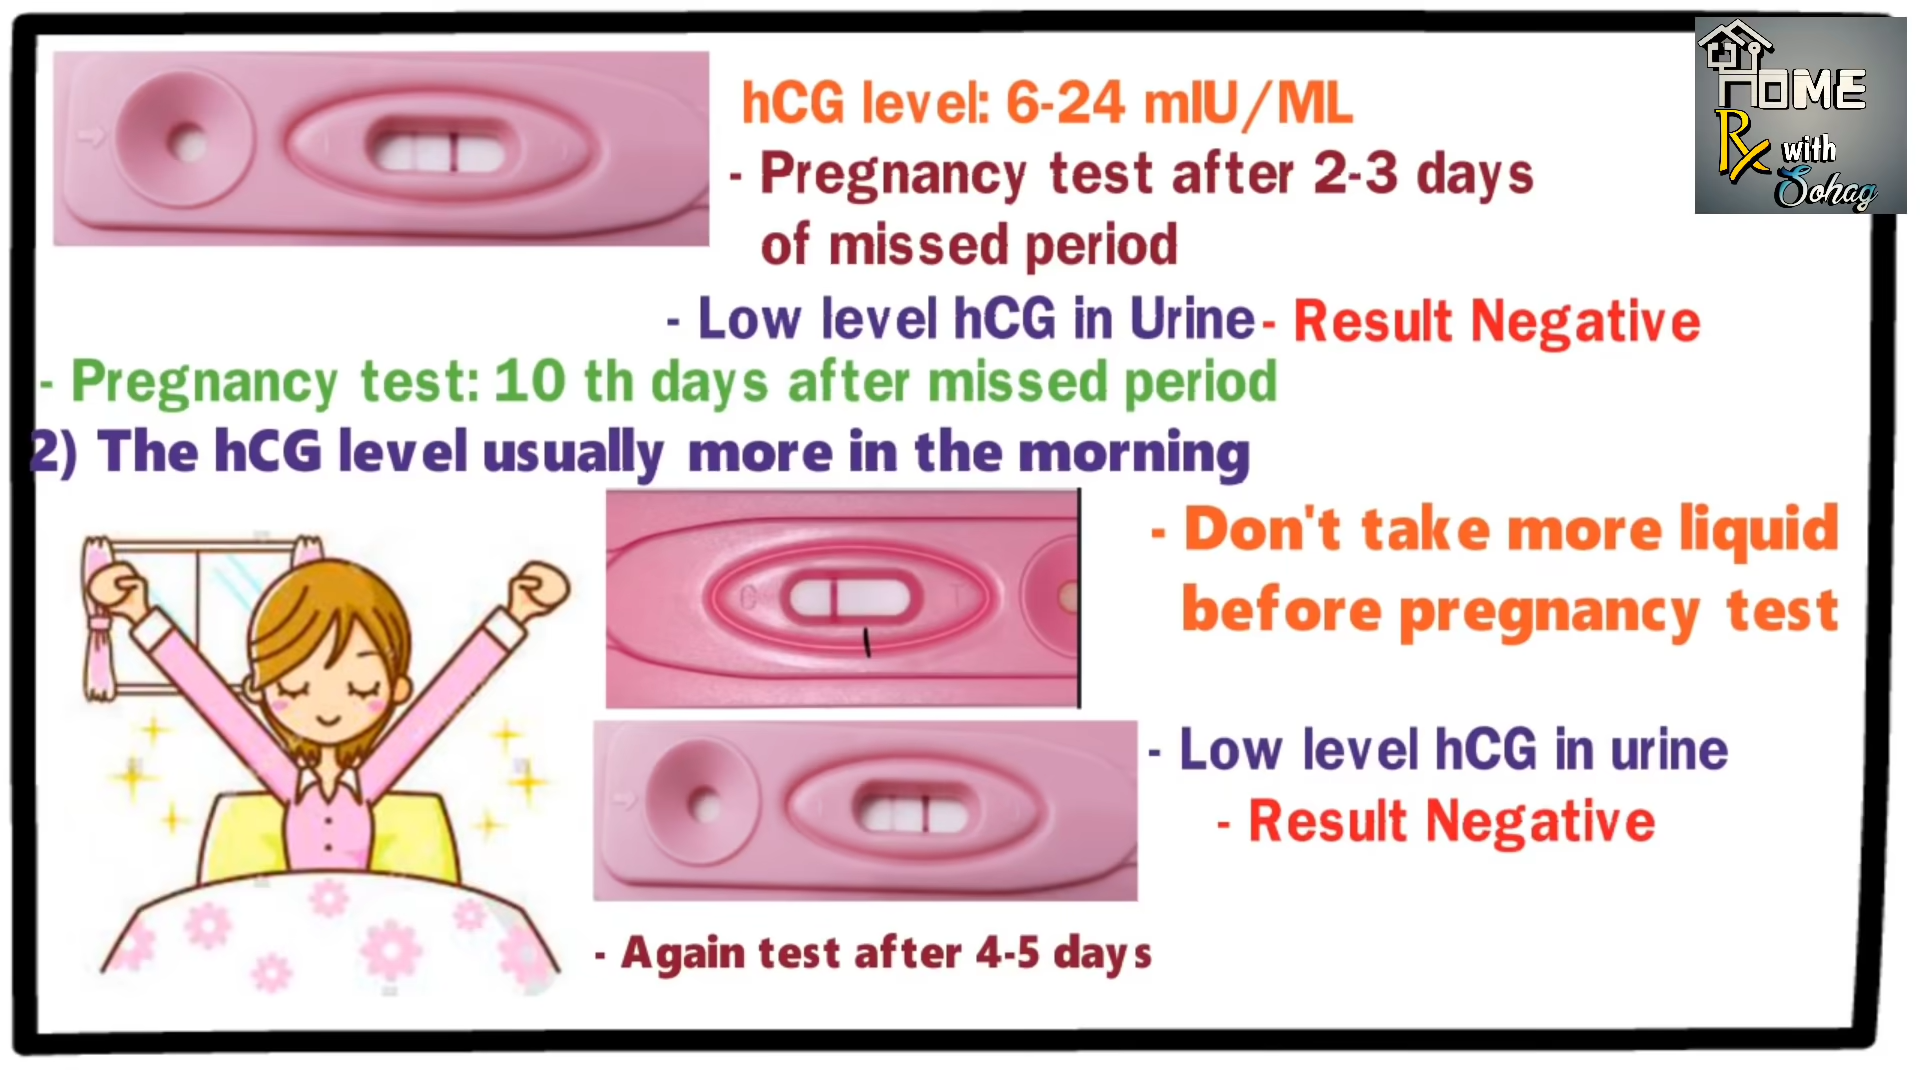 HOME
Rx with
Sohag
hCG level: 6-24 mIU/ML
- Pregnancy test after 2-3 days
of missed period
- Low level hCG in Urine - Result Negative
- Pregnancy test: 10 th days after missed period
2) The hCG level usually more in the morning
- Don't take more liquid
before pregnancy test
- Low level hCG in urine
- Result Negative
- Again test after 4-5 days